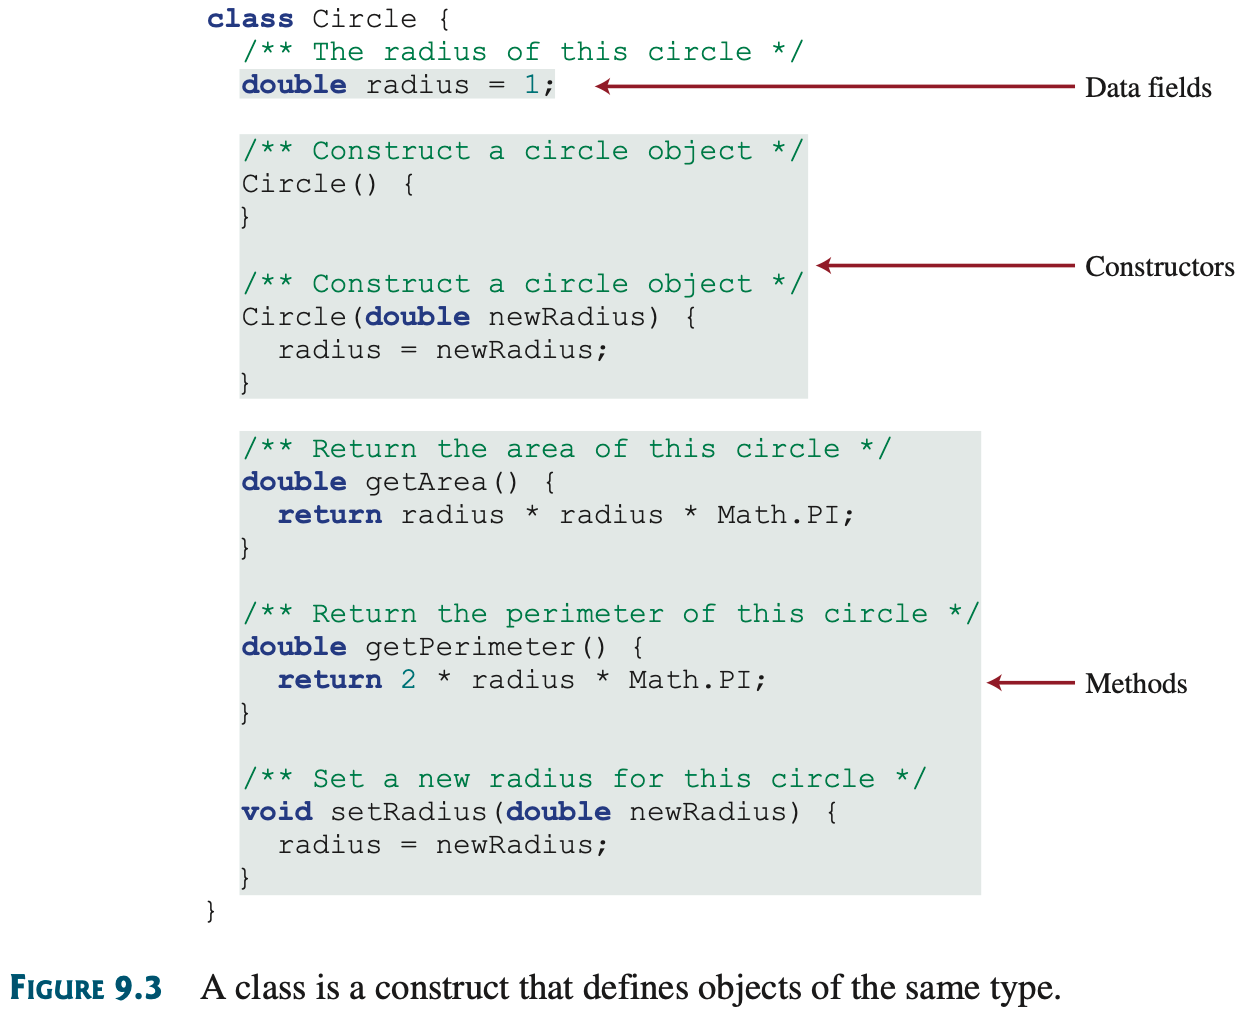 class Circle {
/** The radius of this circle */
double radius = 1;
Data fields
/** Construct a circle object */
Circle() {
}
/** Construct a circle object */
Circle(double newRadius) {
radius = newRadius;
}
Constructors
/** Return the area of this circle */
double getArea() {
return radius * radius * Math.PI;
}
/** Return the perimeter of this circle */
double getPerimeter() {
return 2 * radius * Math.PI;
}
/** Set a new radius for this circle */
void setRadius(double newRadius) {
radius = newRadius;
}
Methods
}
FIGURE 9.3 A class is a construct that defines objects of the same type.